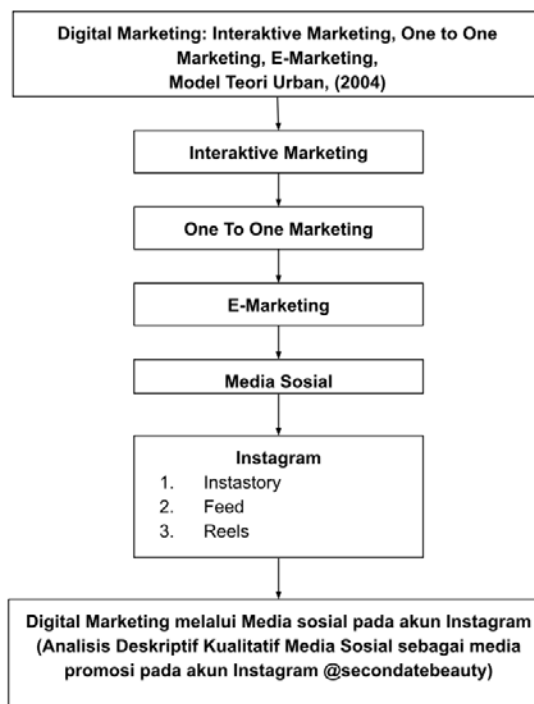 Digital Marketing: Interaktive Marketing, One to One
Marketing, E-Marketing,
Model Teori Urban, (2004)
Interaktive Marketing
One To One Marketing
E-Marketing
Media Sosial
Instagram
1. Instastory
2. Feed
3. Reels
Digital Marketing melalui Media sosial pada akun Instagram
(Analisis Deskriptif Kualitatif Media Sosial sebagai media
promosi pada akun Instagram @secondatebeauty)